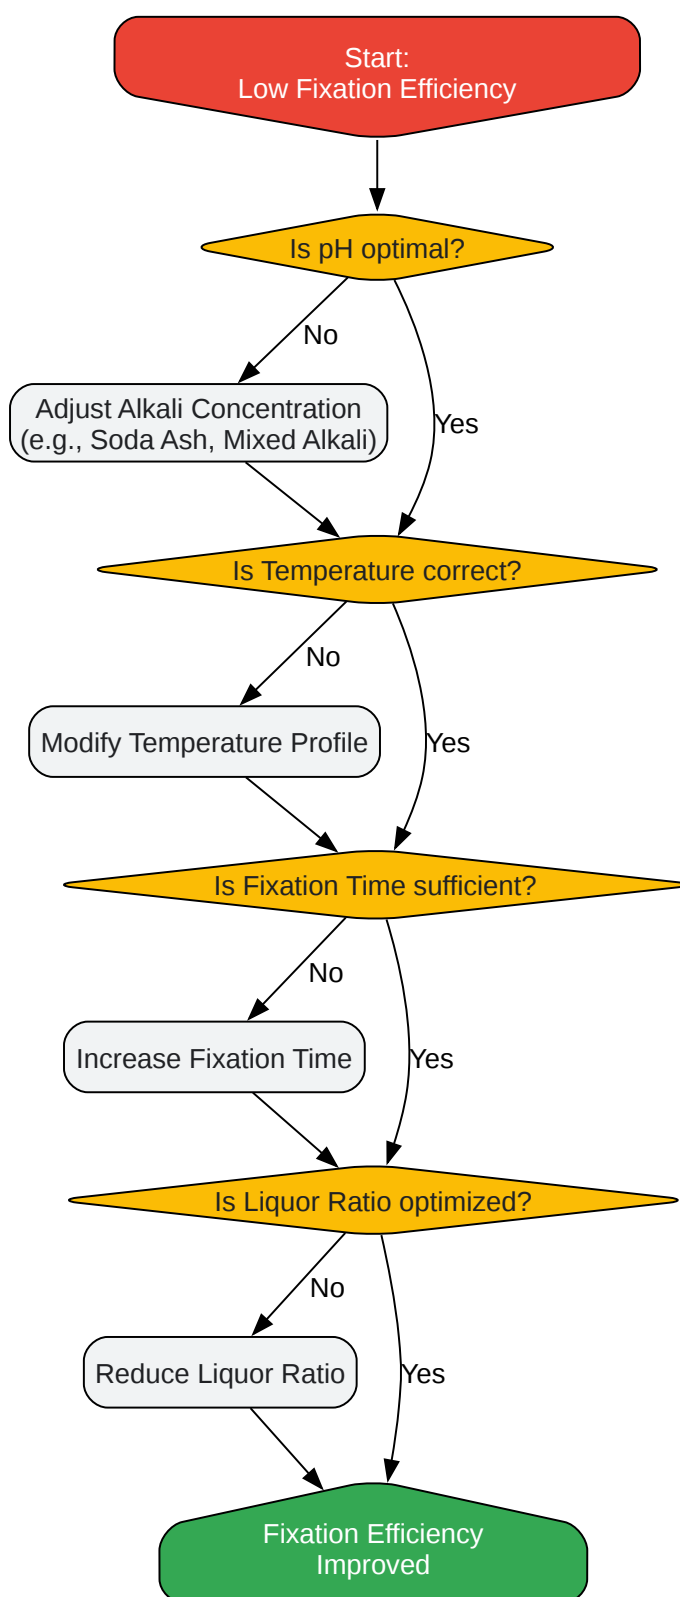 Start:
Low Fixation Efficiency
Is pH optimal?
No
Adjust Alkali Concentration
(e.g., Soda Ash, Mixed Alkali)
Yes
Is Temperature correct?
No
Modify Temperature Profile
Yes
Is Fixation Time sufficient?
No
Increase Fixation Time
Yes
Is Liquor Ratio optimized?
No
Reduce Liquor Ratio
Yes
Fixation Efficiency
Improved